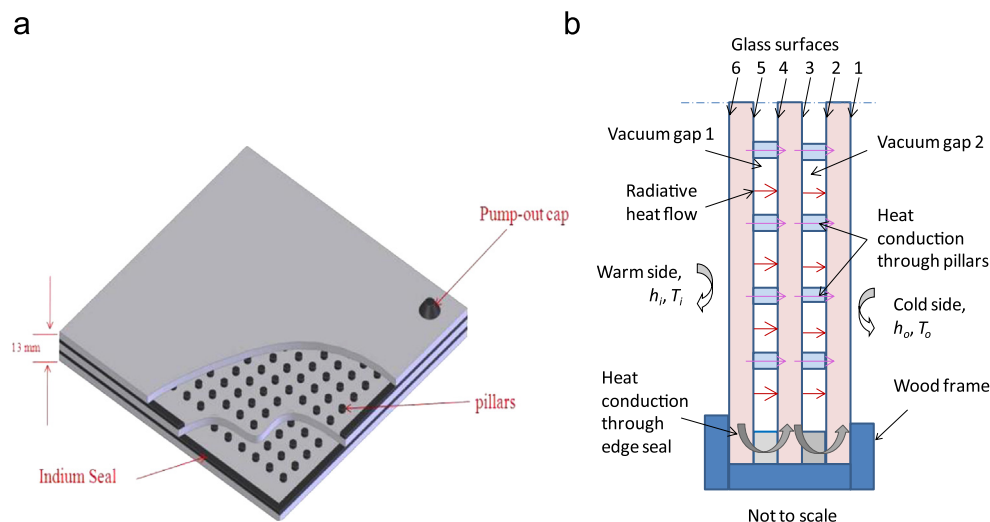 a
Pump-out cap
13 mm
pillars
Indium Seal
b
Glass surfaces
6 5 4 3 2 1
Vacuum gap 1
Vacuum gap 2
Radiative
heat flow
Heat
conduction
through pillars
Warm side,
hi, Ti
Cold side,
ho, To
Heat
conduction
through
edge seal
Wood frame
Not to scale